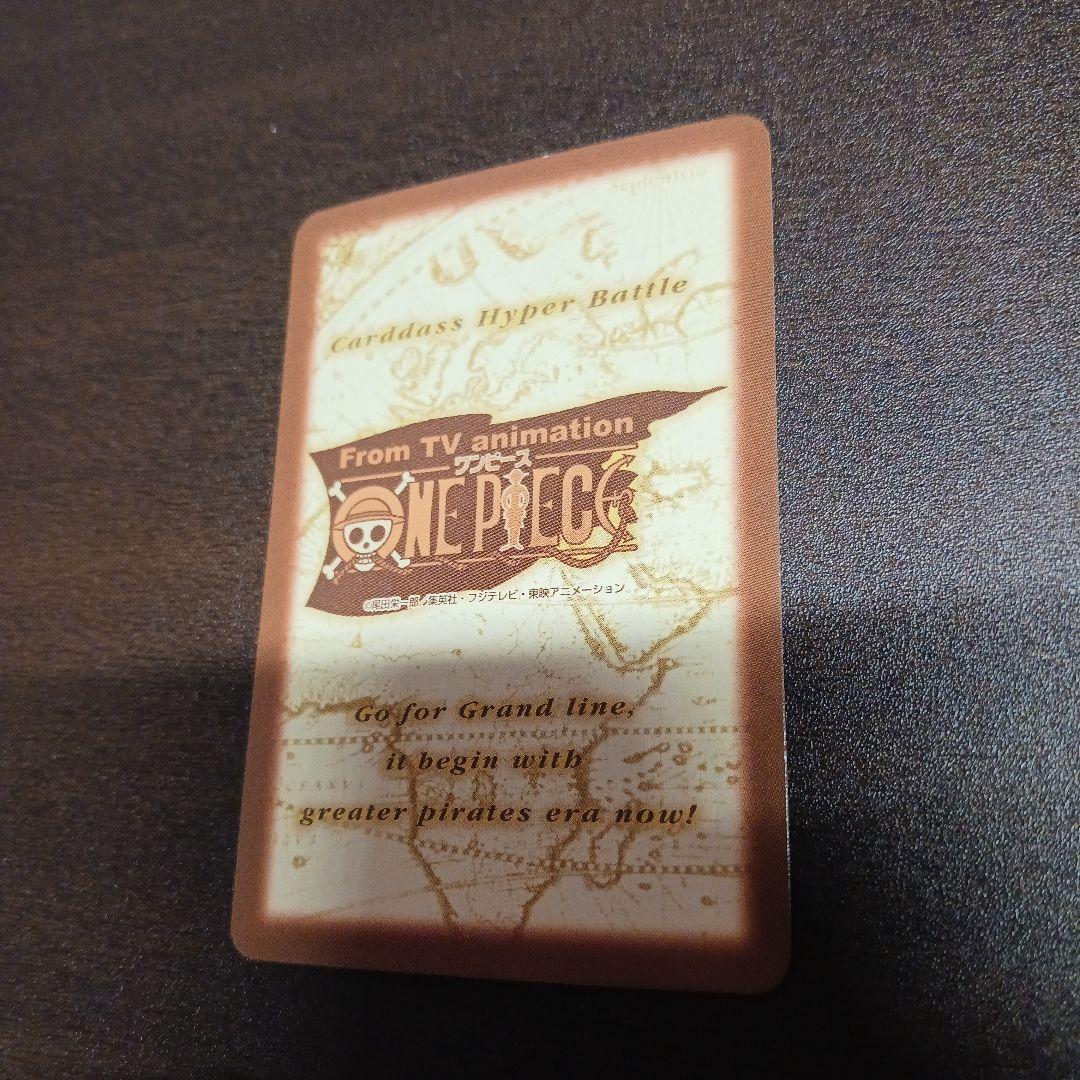 Septentrio
Carddass Hyper Battle
From TV animation
ワンピース
ONE PIECE
©尾田栄一郎/集英社・フジテレビ・東映アニメーション
Go for Grand line,
it begin with
greater pirates era now!